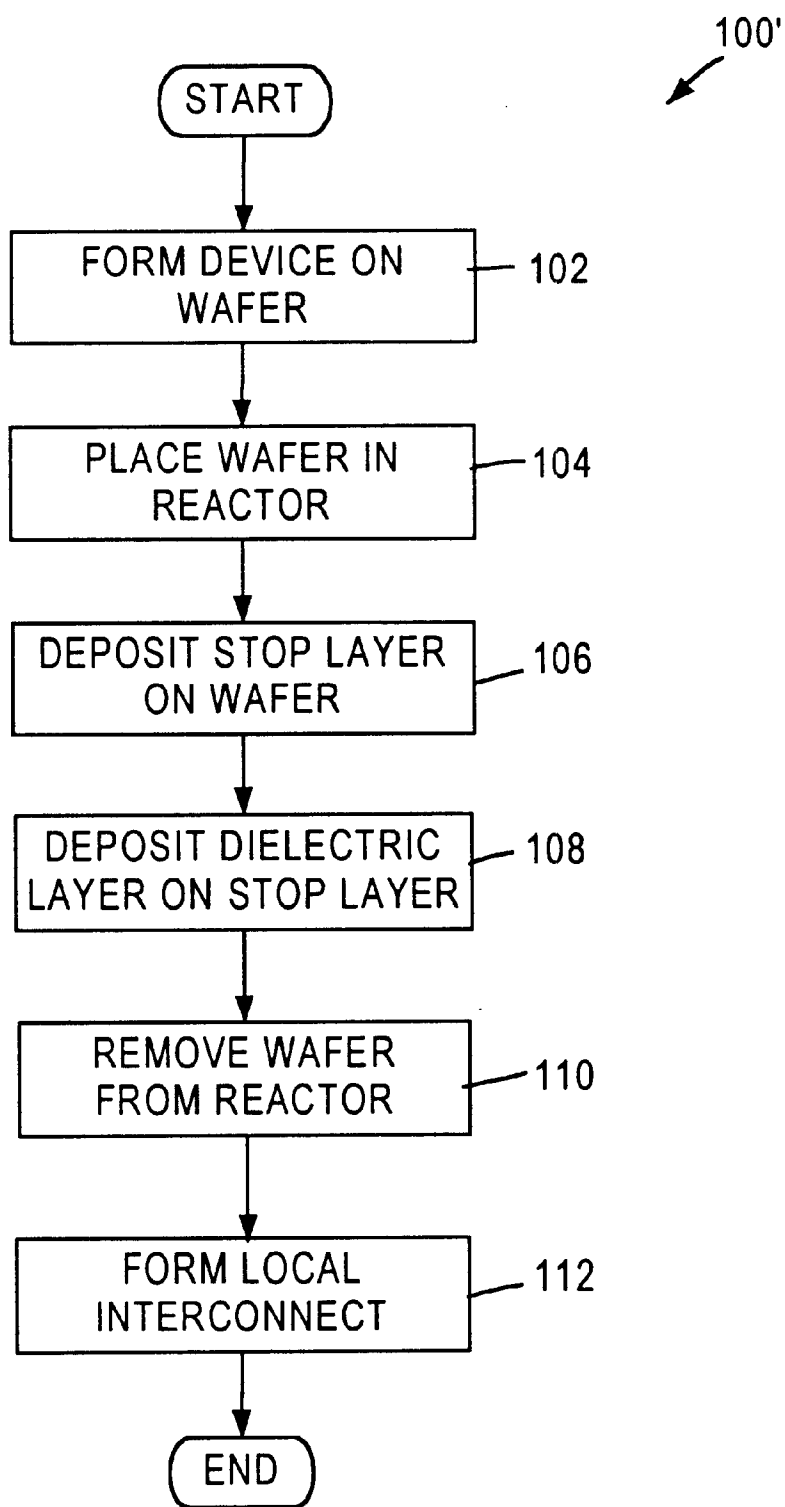 100'
START
FORM DEVICE ON
WAFER
102
PLACE WAFER IN
REACTOR
104
DEPOSIT STOP LAYER
ON WAFER
106
DEPOSIT DIELECTRIC
LAYER ON STOP LAYER
108
REMOVE WAFER
FROM REACTOR
110
FORM LOCAL
INTERCONNECT
112
END